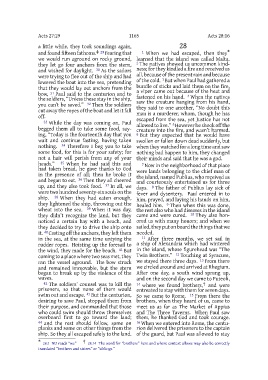 Acts 27:29
1165
Acts 28:16
a little while, they took soundings again,
and found fifteen fathoms. 29 Fearing that
we would run aground on rocky ground,
they let go four anchors from the stern,
and wished for daylight. 30 As the sailors
were trying to flee out of the ship and had
lowered the boat into the sea, pretending
that they would lay out anchors from the
bow, 31 Paul said to the centurion and to
the soldiers, "Unless these stay in the ship,
you can't be saved." 32 Then the soldiers
cut away the ropes of the boat and let it fall
off.
33 While the day was coming on, Paul
begged them all to take some food, say-
ing, "Today is the fourteenth day that you
wait and continue fasting, having taken
nothing. 34 Therefore I beg you to take
some food, for this is for your safety; for
not a hair will perish from any of your
heads." 35 When he had said this and
had taken bread, he gave thanks to God
in the presence of all; then he broke it
and began to eat. 36 Then they all cheered
up, and they also took food. 37 In all, we
were two hundred seventy-six souls on the
ship. 38 When they had eaten enough,
they lightened the ship, throwing out the
wheat into the sea. 39 When it was day,
they didn't recognize the land, but they
noticed a certain bay with a beach, and
they decided to try to drive the ship onto
it. 40 Casting off the anchors, they left them
in the sea, at the same time untying the
rudder ropes. Hoisting up the foresail to
the wind, they made for the beach. 41 But
coming to a place where two seas met, they
ran the vessel aground. The bow struck
and remained immovable, but the stern
began to break up by the violence of the
waves.
42 The soldiers' counsel was to kill the
prisoners, so that none of them would
swim out and escape. 43 But the centurion,
desiring to save Paul, stopped them from
their purpose, and commanded that those
who could swim should throw themselves
overboard first to go toward the land;
44 and the rest should follow, some on
planks and some on other things from the
ship. So they all escaped safely to the land.
28
1 When we had escaped, then they*
learned that the island was called Malta.
2 The natives showed us uncommon kind-
ness; for they kindled a fire and received us
all, because of the present rain and because
of the cold. 3 But when Paul had gathered a
bundle of sticks and laid them on the fire,
a viper came out because of the heat and
fastened on his hand. 4 When the natives
saw the creature hanging from his hand,
they said to one another, "No doubt this
man is a murderer, whom, though he has
escaped from the sea, yet Justice has not
allowed to live." 5 However he shook off the
creature into the fire, and wasn't harmed.
6 But they expected that he would have
swollen or fallen down dead suddenly, but
when they watched for a long time and saw
nothing bad happen to him, they changed
their minds and said that he was a god.
7 Now in the neighborhood of that place
were lands belonging to the chief man of
the island, named Publius, who received us
and courteously entertained us for three
days. 8 The father of Publius lay sick of
fever and dysentery. Paul entered in to
him, prayed, and laying his hands on him,
healed him. 9 Then when this was done,
the rest also who had diseases in the island
came and were cured. 10 They also hon-
ored us with many honors; and when we
sailed, they put on board the things that we
needed.
11 After three months, we set sail in
a ship of Alexandria which had wintered
in the island, whose figurehead was "The
Twin Brothers." 12 Touching at Syracuse,
we stayed there three days. 13 From there
we circled around and arrived at Rhegium.
After one day, a south wind sprang up,
and on the second day we came to Puteoli,
14 where we found brothers,* and were
entreated to stay with them for seven days.
So we came to Rome. 15 From there the
brothers, when they heard of us, came to
meet us as far as The Market of Appius
and The Three Taverns. When Paul saw
them, he thanked God and took courage.
16 When we entered into Rome, the centu-
rion delivered the prisoners to the captain
of the guard, but Paul was allowed to stay
* 28:1 NU reads "we"
* 28:14 The word for "brothers" here and where context allows may also be correctly
translated "brothers and sisters" or "siblings."